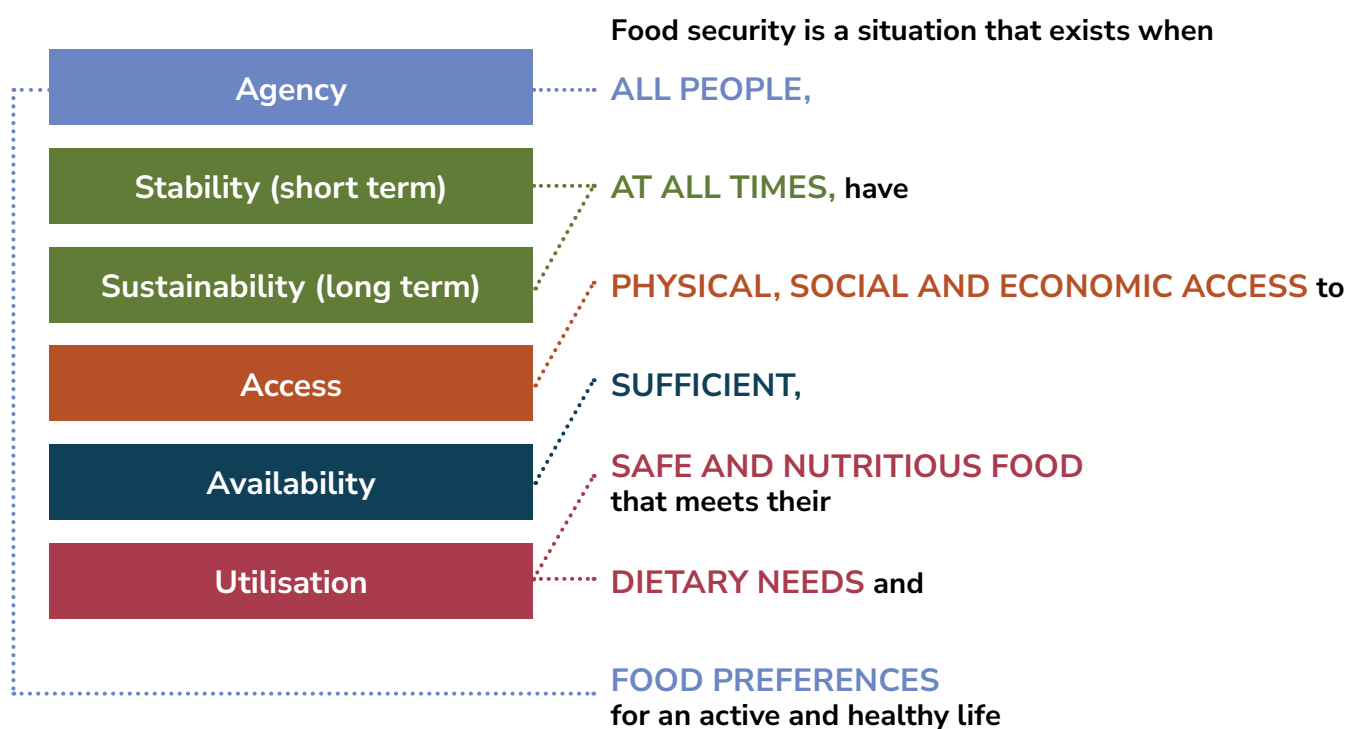 Food security is a situation that exists when
Agency
ALL PEOPLE,
Stability (short term)
AT ALL TIMES, have
Sustainability (long term)
PHYSICAL, SOCIAL AND ECONOMIC ACCESS to
Access
SUFFICIENT,
Availability
SAFE AND NUTRITIOUS FOOD
that meets their
Utilisation
DIETARY NEEDS and
FOOD PREFERENCES
for an active and healthy life